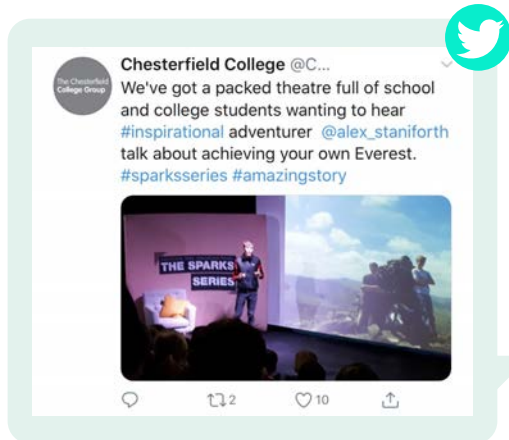 The Chesterfield
College Group
Chesterfield College @C...
We've got a packed theatre full of school
and college students wanting to hear
#inspirational adventurer @alex_staniforth
talk about achieving your own Everest.
#sparksseries #amazingstory
THE SPARKS
SERIES
2
10